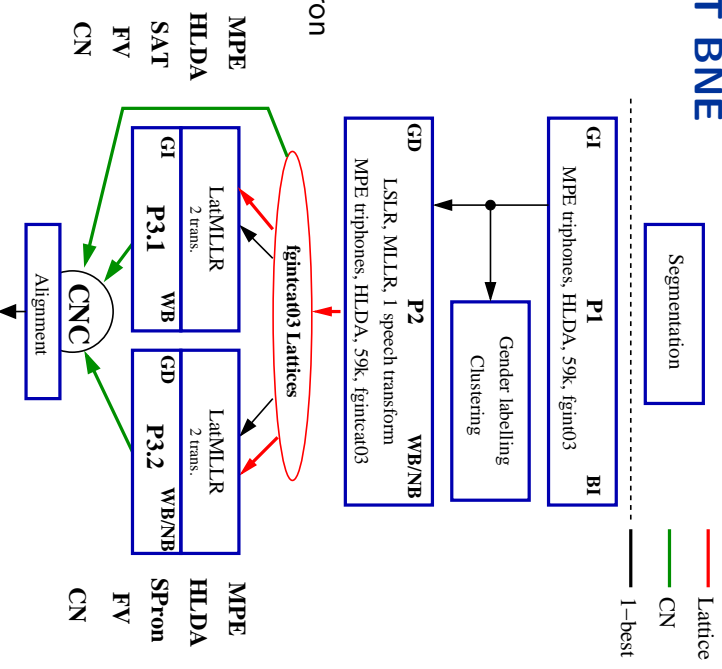 T BNE
Segmentation
Lattice
CN
1−best
GI P1 BI
MPE triphones, HLDA, 59k, fgint03
Gender labelling
Clustering
GD P2 WB/NB
LSLR, MLLR, 1 speech transform
MPE triphones, HLDA, 59k, fgintcat03
ron
fgintcat03 Lattices
LatMLLR
2 trans.
GI P3.1 WB
LatMLLR
2 trans.
GD P3.2 WB/NB
MPE
HLDA
SAT
FV
CN
MPE
HLDA
SPron
FV
CN
CNC
Alignment